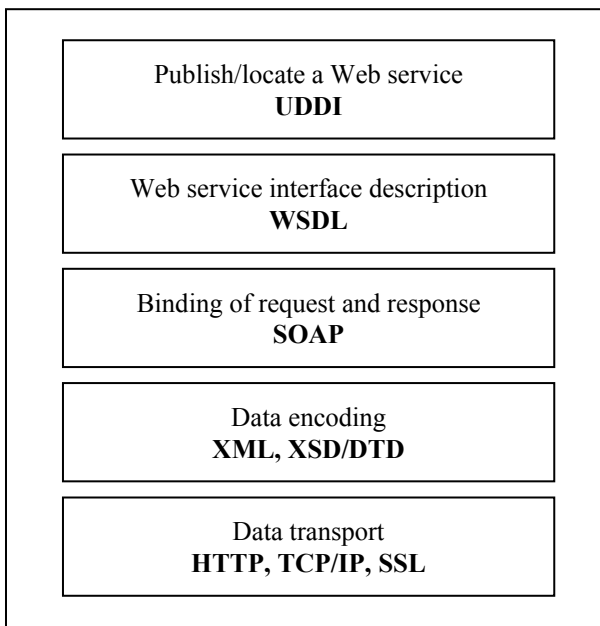 Publish/locate a Web service
UDDI
Web service interface description
WSDL
Binding of request and response
SOAP
Data encoding
XML, XSD/DTD
Data transport
HTTP, TCP/IP, SSL